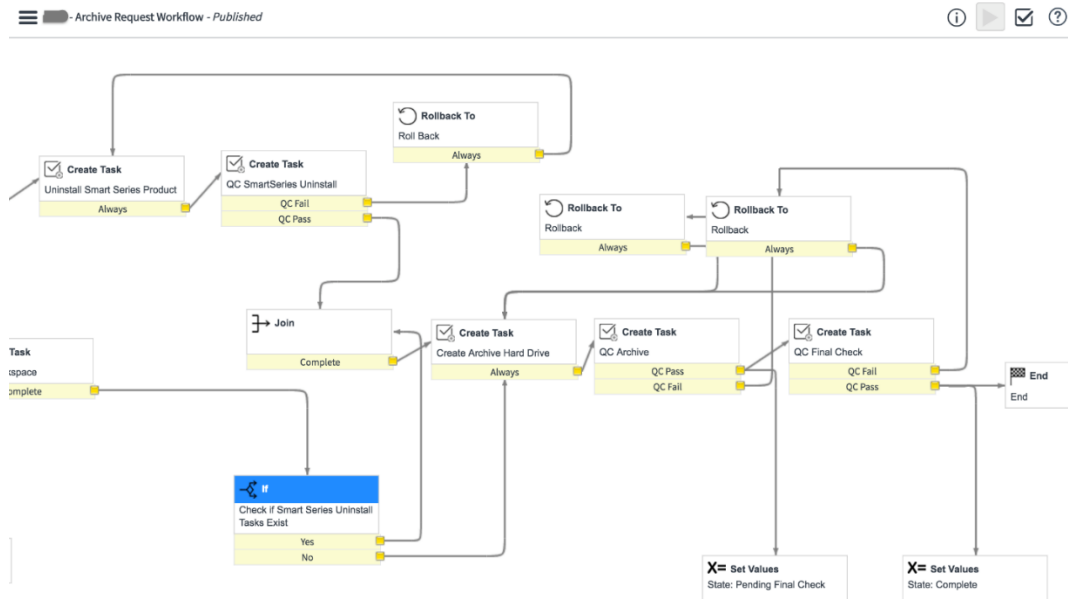 - Archive Request Workflow - Published
Rollback To
Roll Back
Always
Create Task
Uninstall Smart Series Product
Always
Create Task
QC SmartSeries Uninstall
QC Fail
QC Pass
Rollback To
Rollback
Always
Rollback To
Rollback
Always
Join
Complete
Create Task
Create Archive Hard Drive
Always
Create Task
QC Archive
QC Pass
QC Fail
Create Task
QC Final Check
QC Fail
QC Pass
End
End
Task
kspace
omplete
If
Check if Smart Series Uninstall
Tasks Exist
Yes
No
X= Set Values
State: Pending Final Check
X= Set Values
State: Complete